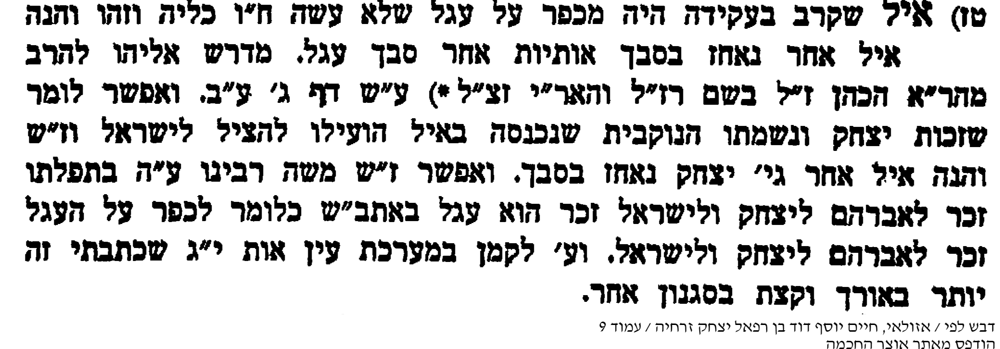 טז) איל שקרב בעקידה היה מכפר על עגל שלא עשה ח״ו כליה וזהו והנה
איל אחר נאחז בסבך אותיות אחר סבך עגל. מדרש אליהו להרב
מהר״א הכהן ז״ל בשם רז״ל והאר״י זצ״ל *) ע״ש דף ג׳ ע״ב. ואפשר לומר
שזכות יצחק ונשמתו הנוקבית שנכנסה באיל הועילו להציל לישראל וז״ש
והנה איל אחר גי׳ יצחק נאחז בסבך. ואפשר ז״ש משה רבינו ע״ה בתפלתו
זכר לאברהם ליצחק ולישראל זכר הוא עגל באתב״ש כלומר לכפר על העגל
זכר לאברהם ליצחק ולישראל. וע׳ לקמן במערכת עין אות י״ג שכתבתי זה
יותר באורך וקצת בסגנון אחר.
דבש לפי / אזולאי, חיים יוסף דוד בן רפאל יצחק זרחיה / עמוד 9
הודפס מאתר אוצר החכמה